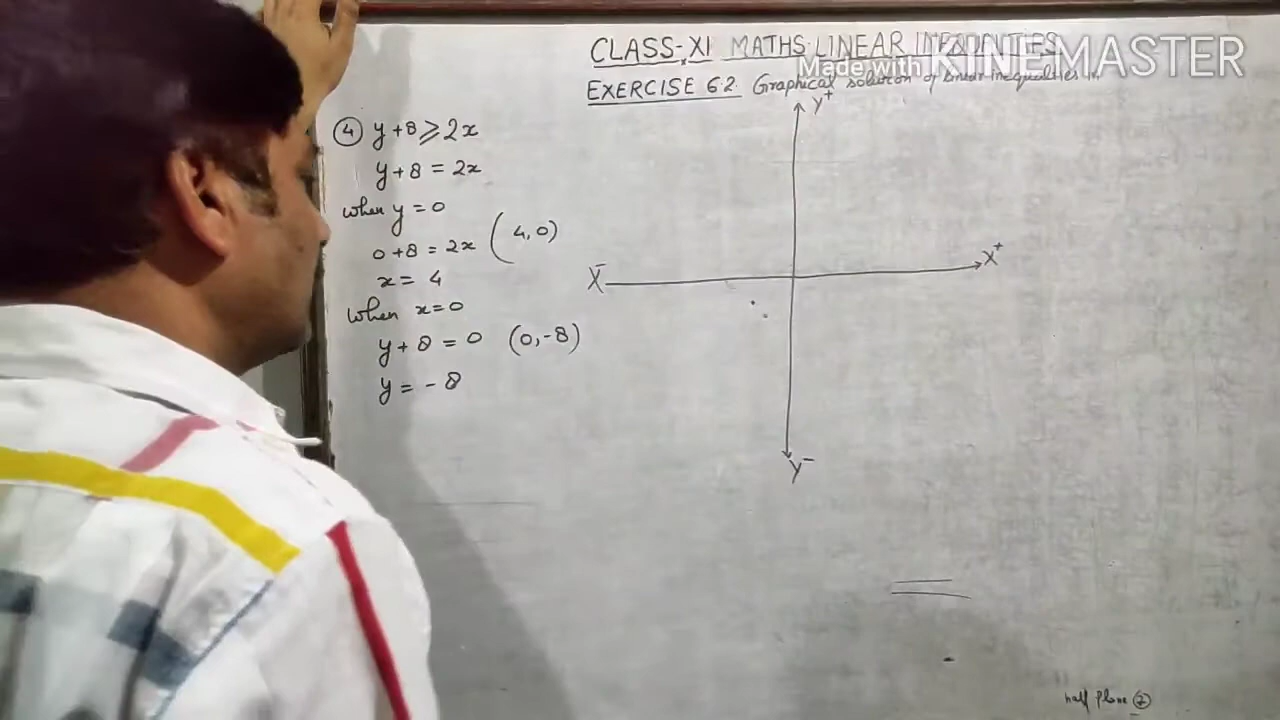 CLASS-XI MATHS. LINEAR INEQUALITIES
Made with KINEMASTER
EXERCISE 6.2. Graphical solution of linear inequalities in
④ y+8⩾2x
y+8 = 2x
when y = 0
0+8 = 2x (4,0)
x = 4
When x=0
y+8 = 0 (0,-8)
y = -8
Y+
X-
X+
Y-
half plane ②